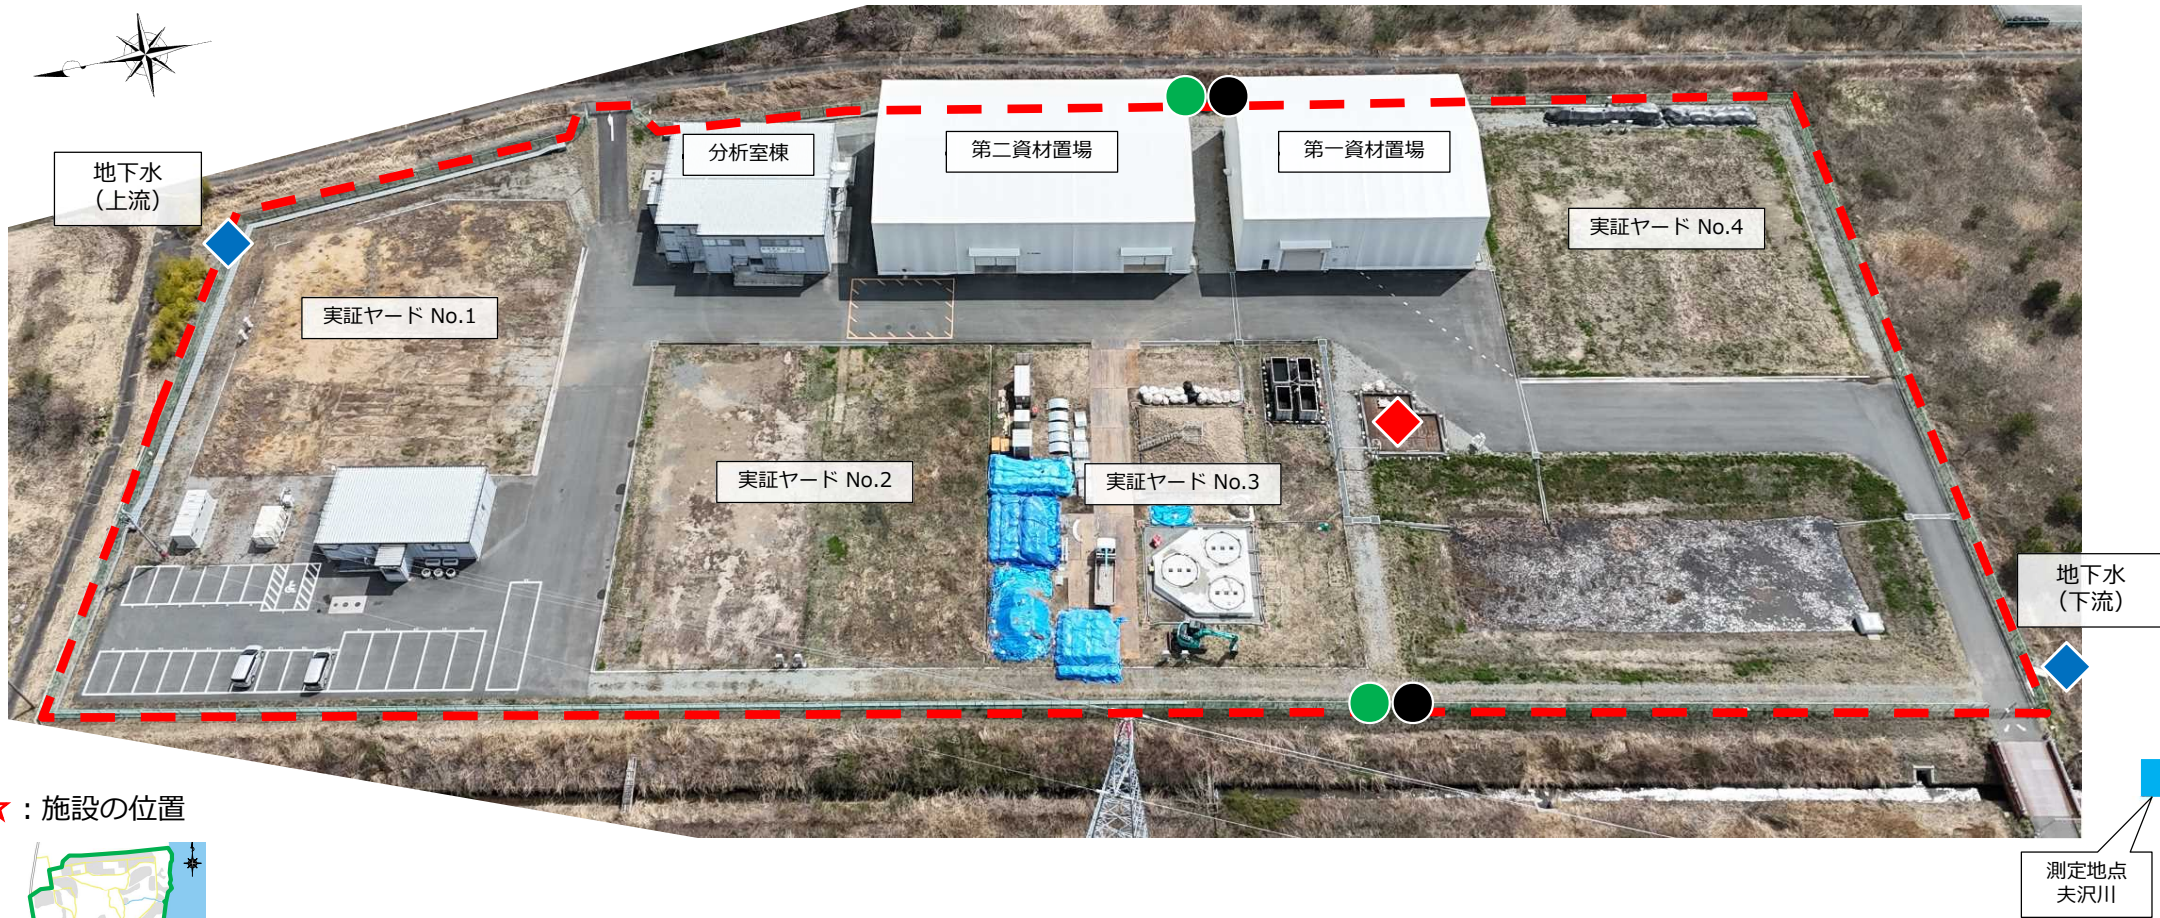 地下水
（上流）
分析室棟
第二資材置場
第一資材置場
実証ヤード No.4
実証ヤード No.1
実証ヤード No.2
実証ヤード No.3
地下水
（下流）
：施設の位置
測定地点
夫沢川